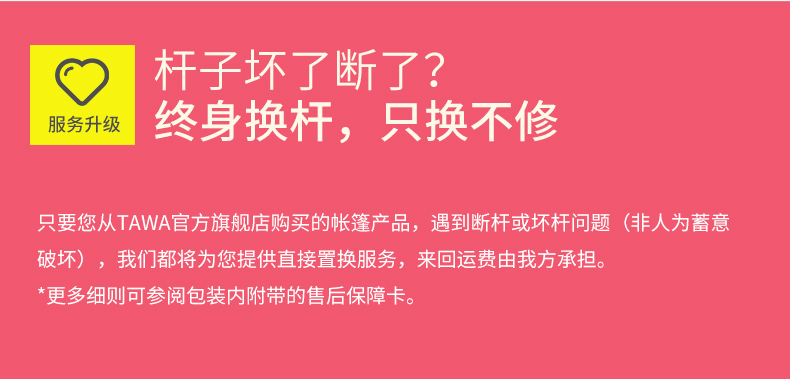 服务升级
杆子坏了断了？
终身换杆，只换不修
只要您从TAWA官方旗舰店购买的帐篷产品，遇到断杆或坏杆问题（非人为蓄意
破坏），我们都将为您提供直接置换服务，来回运费由我方承担。
*更多细则可参阅包装内附带的售后保障卡。